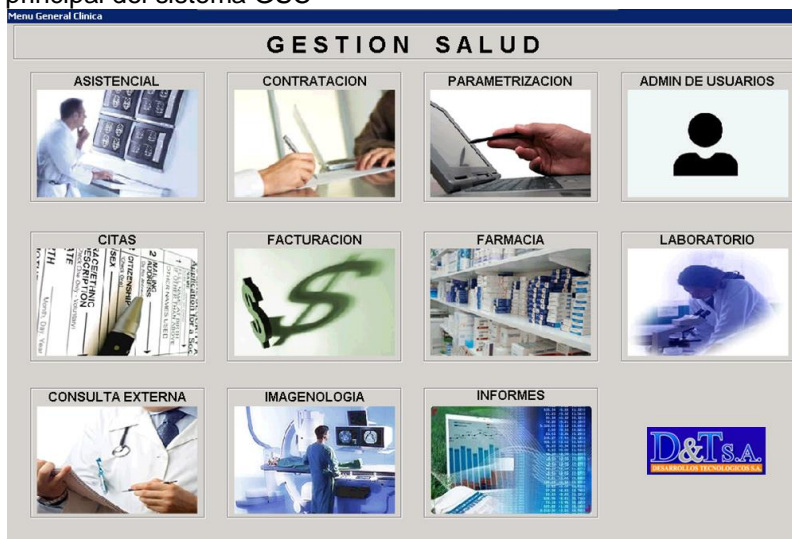 principal del sistema
Menu General Clinica
GESTION SALUD
ASISTENCIAL
CONTRATACION
PARAMETRIZACION
ADMIN DE USUARIOS
CITAS
FACTURACION
FARMACIA
LABORATORIO
CONSULTA EXTERNA
IMAGENOLOGIA
INFORMES
D&T S.A.
DESARROLLOS TECNOLOGICOS S.A.